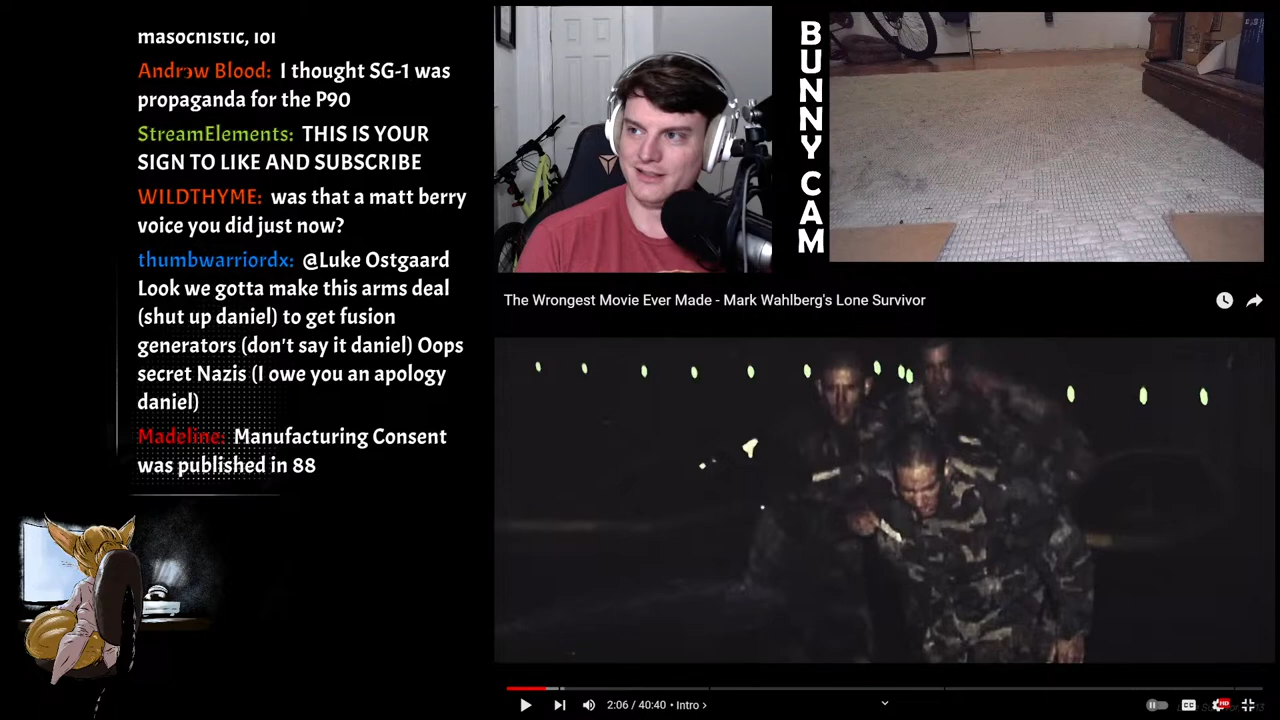 masochistic, lol
Andrew Blood: I thought SG-1 was
propaganda for the P90
StreamElements: THIS IS YOUR
SIGN TO LIKE AND SUBSCRIBE
WILDTHYME: was that a matt berry
voice you did just now?
thumbwarriordx: @Luke Ostgaard
Look we gotta make this arms deal
(shut up daniel) to get fusion
generators (don't say it daniel) Oops
secret Nazis (I owe you an apology
daniel)
Madeline: Manufacturing Consent
was published in 88
BUNNY CAM
The Wrongest Movie Ever Made - Mark Wahlberg's Lone Survivor
2:06 / 40:40 • Intro ›
CC
HD